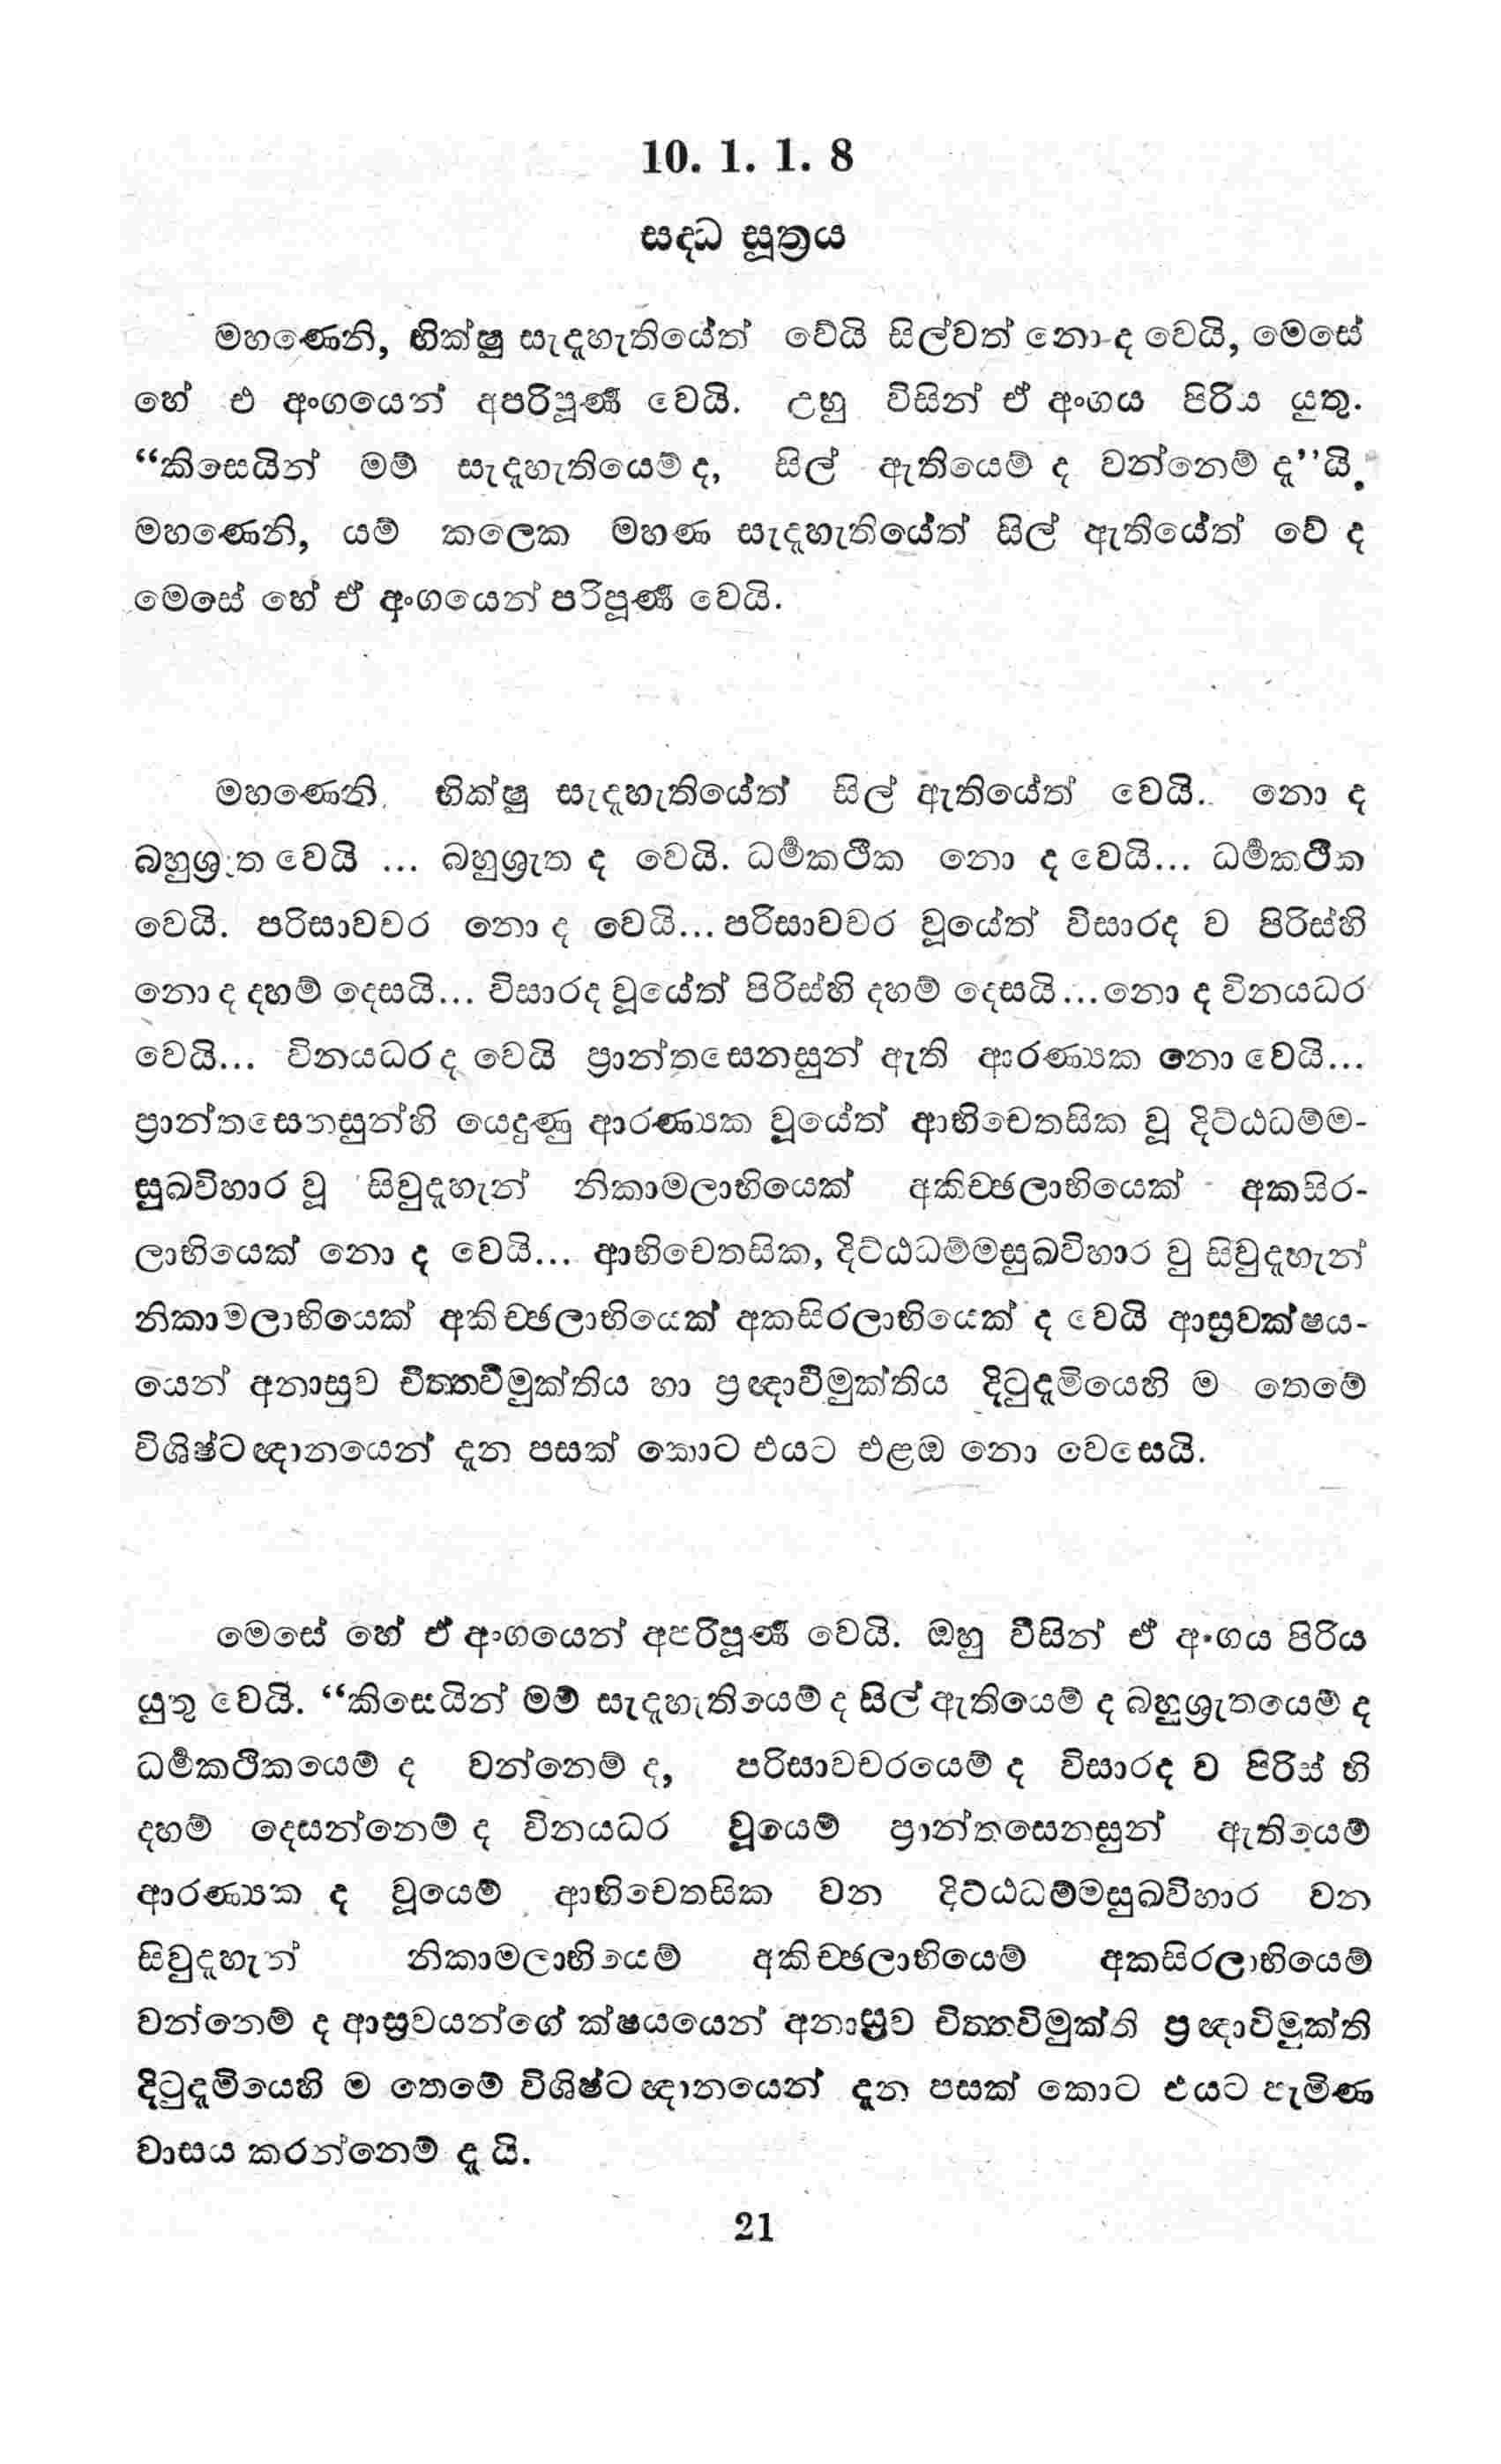 10. 1. 1. 8
සද්ධ සූත්‍රය
මහණෙනි, භික්ෂු සැදැහැතියේත් වේයි සිල්වත් නො-ද වෙයි, මෙසේ
හේ එ අංගයෙන් අපරිපූර්‍ණ වෙයි. උහු විසින් ඒ අංගය පිරිය යුතු.
“කිසෙයින් මම් සැදැහැතියෙම් ද, සිල් ඇතියෙම් ද වන්නෙම් දැ’’යි.
මහණෙනි, යම් කලෙක මහණ සැදැහැතියේත් සිල් ඇතියේත් වේ ද
මෙසේ හේ ඒ අංගයෙන් පරිපූර්‍ණ වෙයි.
මහණෙනි, භික්ෂු සැදැහැතියේත් සිල් ඇතියේත් වෙයි. නො ද
බහුශ්‍රැත වෙයි ... බහුශ්‍රැත ද වෙයි. ධර්‍මකථික නො ද වෙයි... ධර්‍මකථික
වෙයි. පරිසාවචර නො ද වෙයි... පරිසාවචර වූයේත් විසාරද ව පිරිස්හි
නො ද දහම් දෙසයි... විසාරද වූයේත් පිරිස්හි දහම් දෙසයි...නො ද විනයධර
වෙයි... විනයධර ද වෙයි ප්‍රාන්තසෙනසුන් ඇති ආරණ්‍යක නො වෙයි...
ප්‍රාන්තසෙනසුන්හි යෙදුණු ආරණ්‍යක වූයේත් ආභිචෙතසික වූ දිට්ඨධම්ම-
සුඛවිහාර වූ සිවුදැහැන් නිකාමලාභියෙක් අකිච්ඡලාභියෙක් අකසිර-
ලාභියෙක් නො ද වෙයි... ආභිචෙතසික, දිට්ඨධම්මසුඛවිහාර වු සිවුදැහැන්
නිකාමලාභියෙක් අකිච්ඡලාභියෙක් අකසිරලාභියෙක් ද වෙයි ආස්‍රවක්ෂය-
යෙන් අනාස්‍රව චිත්තවිමුක්තිය හා ප්‍රඥාවිමුක්තිය දිටුදැමියෙහි ම තෙමේ
විශිෂ්ටඥානයෙන් දැන පසක් කොට එයට එළඹ නො වෙසෙයි.
මෙසේ හේ ඒ අංගයෙන් අපරිපූර්‍ණ වෙයි. ඔහු විසින් ඒ අංගය පිරිය
යුතු වෙයි. “කිසෙයින් මම් සැදැහැතියෙම් ද සිල් ඇතියෙම් ද බහුශ්‍රැතයෙම් ද
ධර්‍මකථිකයෙම් ද වන්නෙම් ද, පරිසාවචරයෙම් ද විසාරද ව පිරිස් හි
දහම් දෙසන්නෙම් ද විනයධර වූයෙම් ප්‍රාන්තසෙනසුන් ඇතියෙම්
ආරණ්‍යක ද වූයෙම් ආභිචෙතසික වන දිට්ඨධම්මසුඛවිහාර වන
සිවුදැහැන් නිකාමලාභියෙම් අකිච්ඡලාභියෙම් අකසිරලාභියෙම්
වන්නෙම් ද ආස්‍රවයන්ගේ ක්ෂයයෙන් අනාස්‍රව චිත්තවිමුක්ති ප්‍රඥාවිමුක්ති
දිටුදැමියෙහි ම තෙමේ විශිෂ්ටඥානයෙන් දැන පසක් කොට එයට පැමිණ
වාසය කරන්නෙම් දැ යි.
21